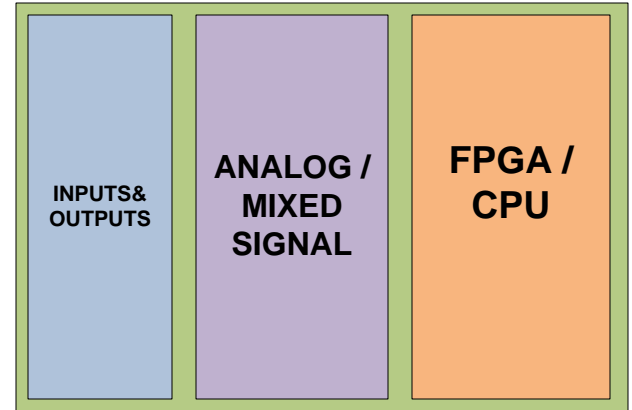 INPUTS&
OUTPUTS
ANALOG /
MIXED
SIGNAL
FPGA /
CPU